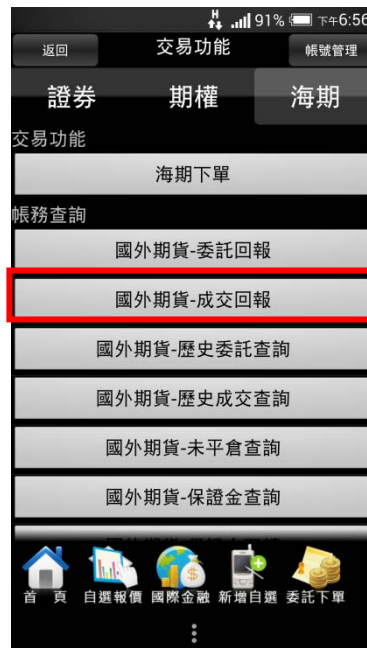 H 91% 下午6:56
返回 交易功能 帳號管理
證券 期權 海期
交易功能
海期下單
帳務查詢
國外期貨-委託回報
國外期貨-成交回報
國外期貨-歷史委託查詢
國外期貨-歷史成交查詢
國外期貨-未平倉查詢
國外期貨-保證金查詢
首 頁 自選報價 國際金融 新增自選 委託下單